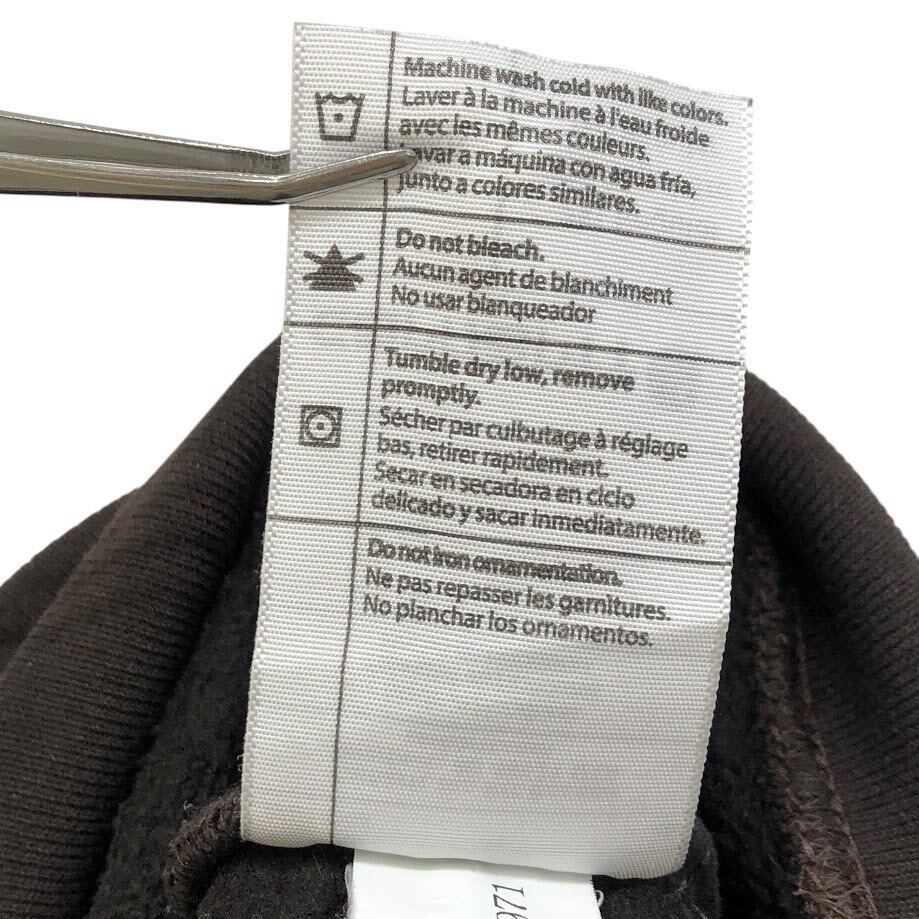 Machine wash cold with like colors.
Laver à la machine à l'eau froide
avec les mêmes couleurs.
Lavar a máquina con agua fría,
junto a colores similares.
Do not bleach.
Aucun agent de blanchiment
No usar blanqueador
Tumble dry low, remove
promptly.
Sécher par culbutage à réglage
bas, retirer rapidement.
Secar en secadora en ciclo
delicado y sacar inmediatamente.
Do not iron ornamentation.
Ne pas repasser les garnitures.
No planchar los ornamentos.
971